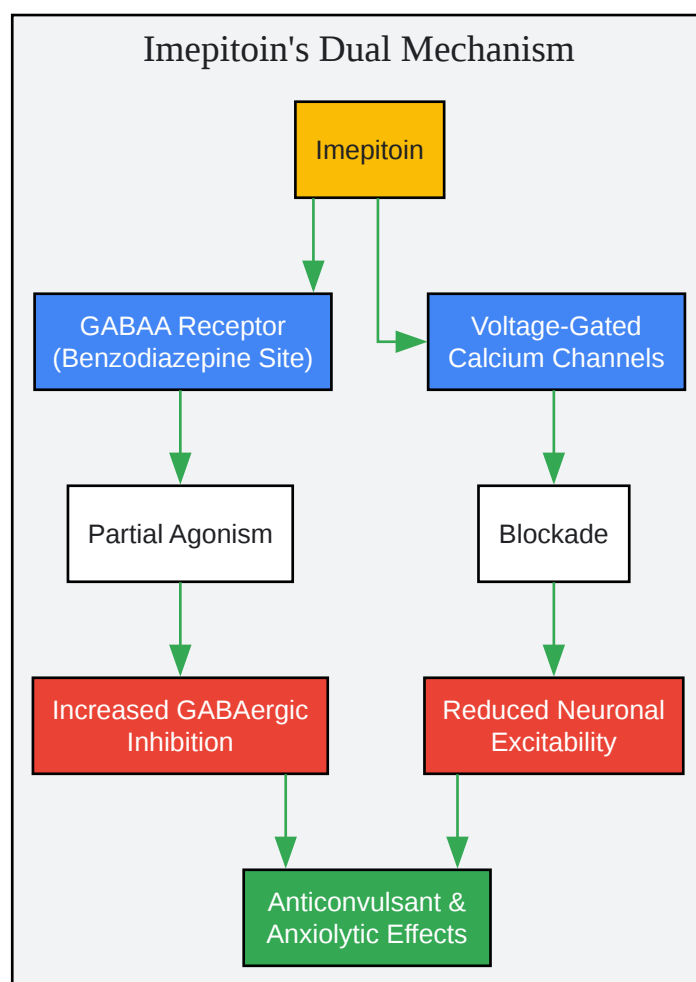 Imepitoin's Dual Mechanism
Imepitoin
GABAA Receptor
(Benzodiazepine Site)
Voltage-Gated
Calcium Channels
Partial Agonism
Blockade
Increased GABAergic
Inhibition
Reduced Neuronal
Excitability
Anticonvulsant &
Anxiolytic Effects